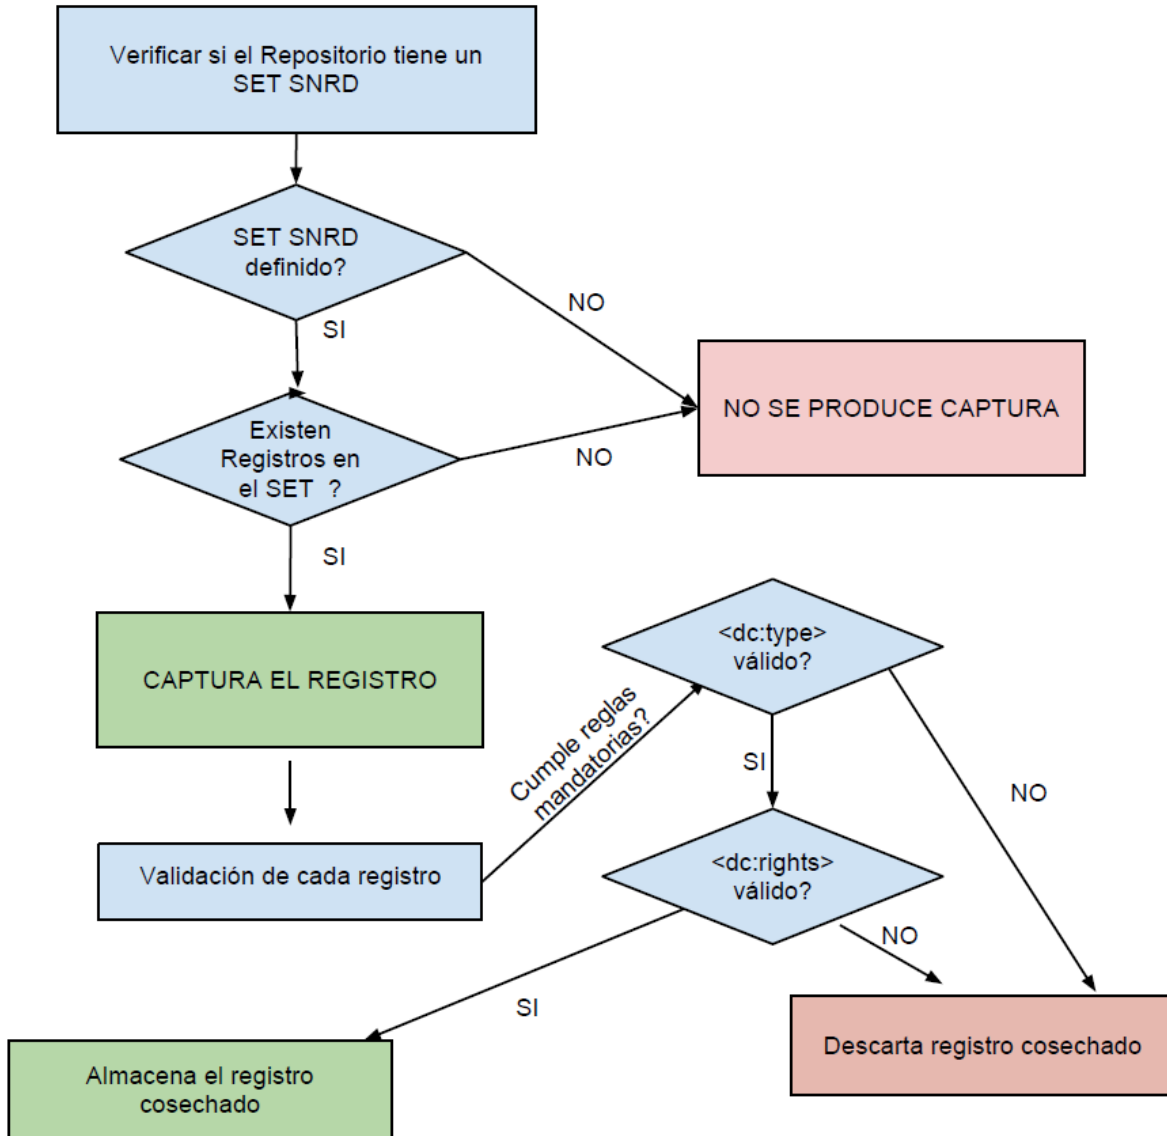 Verificar si el Repositorio tiene un
SET SNRD
SET SNRD
definido?
NO
SI
NO SE PRODUCE CAPTURA
Existen
Registros en
el SET ?
NO
SI
CAPTURA EL REGISTRO
<dc:type>
válido?
Cumple reglas
mandatorias?
SI
NO
Validación de cada registro
<dc:rights>
válido?
NO
SI
Descarta registro cosechado
Almacena el registro
cosechado